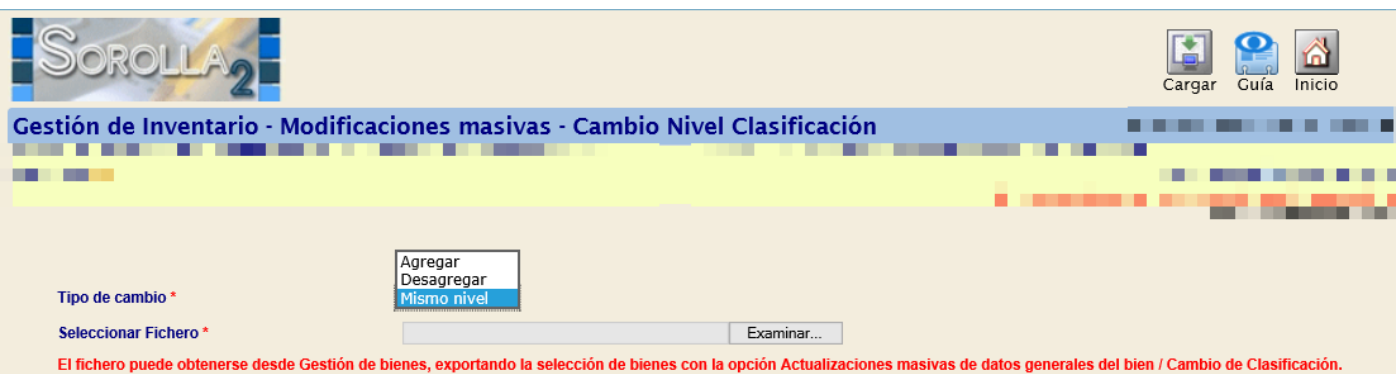 SOROLLA2
Cargar Guía Inicio
Gestión de Inventario - Modificaciones masivas - Cambio Nivel Clasificación
Agregar
Desagregar
Tipo de cambio * Mismo nivel
Seleccionar Fichero * Examinar...
El fichero puede obtenerse desde Gestión de bienes, exportando la selección de bienes con la opción Actualizaciones masivas de datos generales del bien / Cambio de Clasificación.